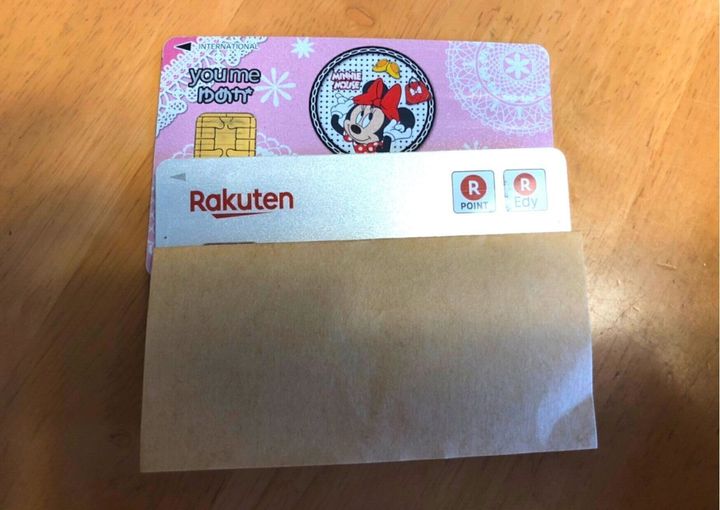 INTERNATIONAL
youme
ゆめか
MINNIE
MOUSE
Rakuten
R
POINT
R
Edy